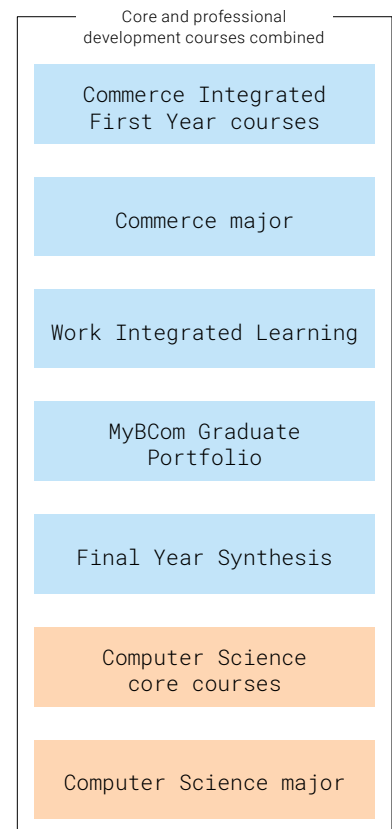 Core and professional
development courses combined
Commerce Integrated
First Year courses
Commerce major
Work Integrated Learning
MyBCom Graduate
Portfolio
Final Year Synthesis
Computer Science
core courses
Computer Science major